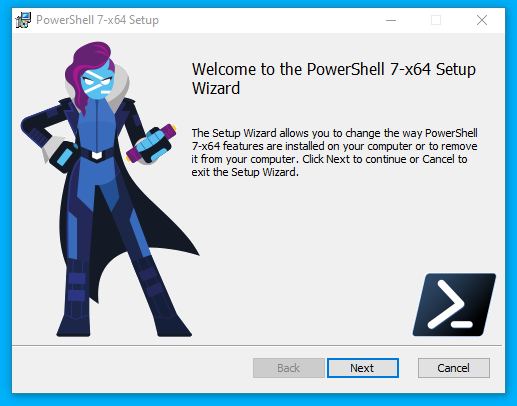 PowerShell 7-x64 Setup
Welcome to the PowerShell 7-x64 Setup
Wizard
The Setup Wizard allows you to change the way PowerShell
7-x64 features are installed on your computer or to remove
it from your computer. Click Next to continue or Cancel to
exit the Setup Wizard.
Back
Next
Cancel